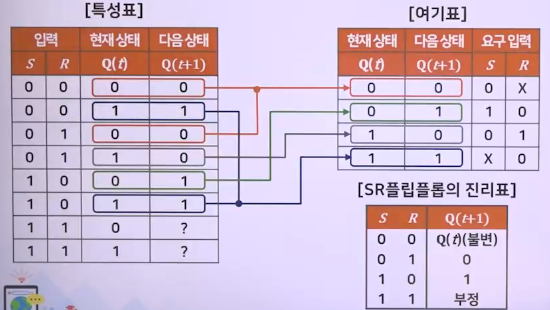 [특성표]
입력 현재 상태 다음 상태
S R Q(t) Q(t+1)
0 0 0 0
0 0 1 1
0 1 0 0
0 1 1 0
1 0 0 1
1 0 1 1
1 1 0 ?
1 1 1 ?
[여기표]
현재 상태 다음 상태 요구 입력
Q(t) Q(t+1) S R
0 0 0 X
0 1 1 0
1 0 0 1
1 1 X 0
[SR플립플롭의 진리표]
S R Q(t+1)
0 0 Q(t)(불변)
0 1 0
1 0 1
1 1 부정